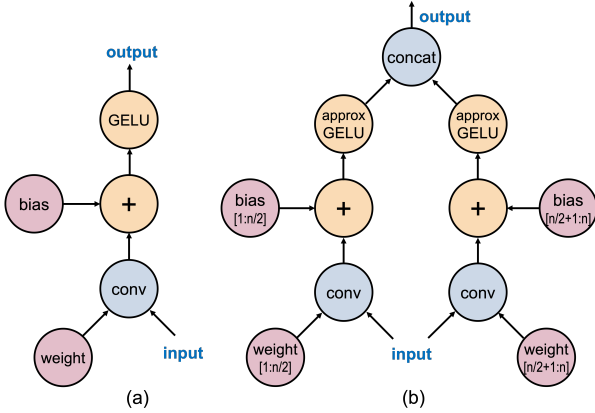 output
GELU
bias
+
conv
weight
input
(a)
output
concat
approx
GELU
approx
GELU
bias
[1:n/2]
+
+
bias
[n/2+1:n]
conv
conv
weight
[1:n/2]
input
weight
[n/2+1:n]
(b)